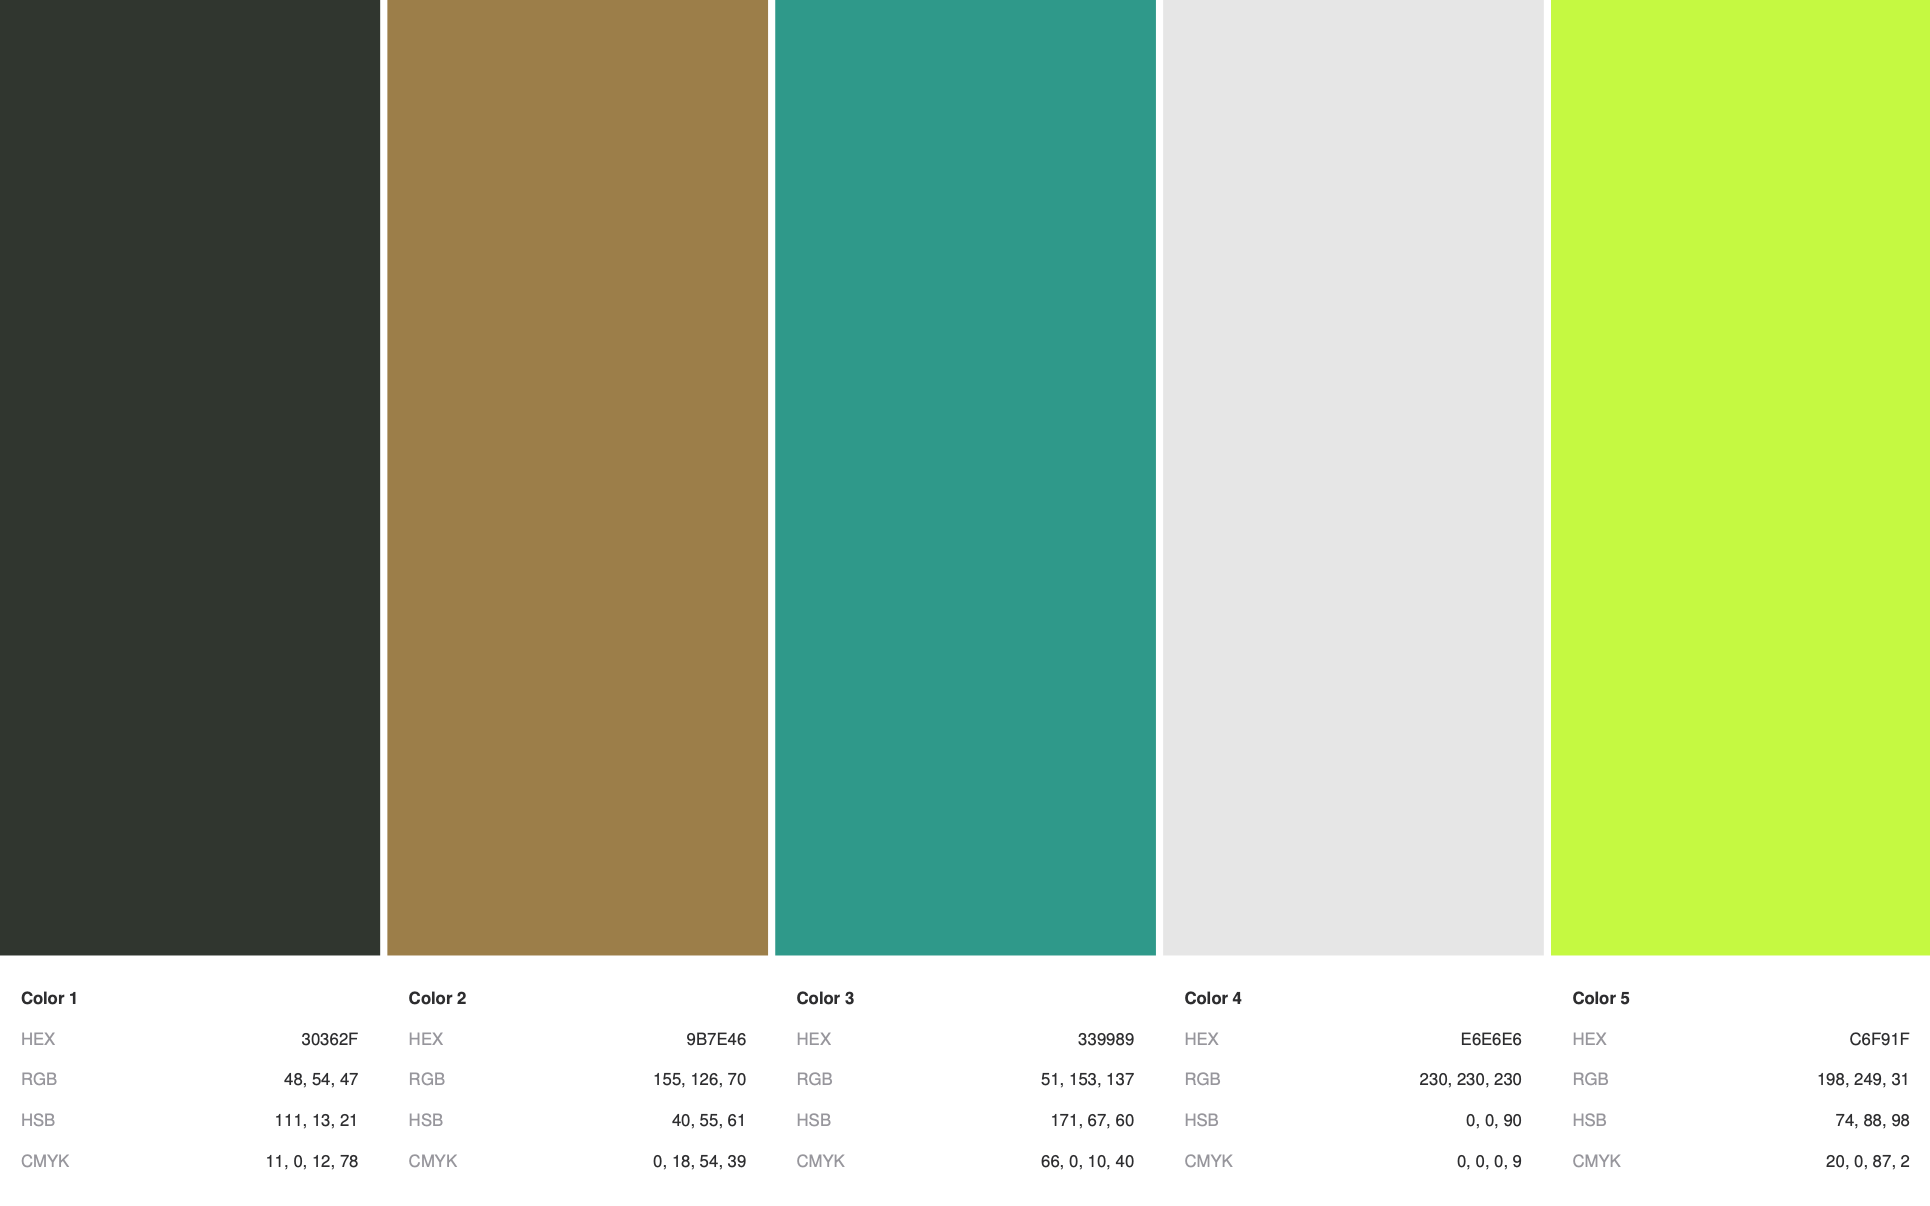 Color 1
HEX 30362F
RGB 48, 54, 47
HSB 111, 13, 21
CMYK 11, 0, 12, 78
Color 2
HEX 9B7E46
RGB 155, 126, 70
HSB 40, 55, 61
CMYK 0, 18, 54, 39
Color 3
HEX 339989
RGB 51, 153, 137
HSB 171, 67, 60
CMYK 66, 0, 10, 40
Color 4
HEX E6E6E6
RGB 230, 230, 230
HSB 0, 0, 90
CMYK 0, 0, 0, 9
Color 5
HEX C6F91F
RGB 198, 249, 31
HSB 74, 88, 98
CMYK 20, 0, 87, 2